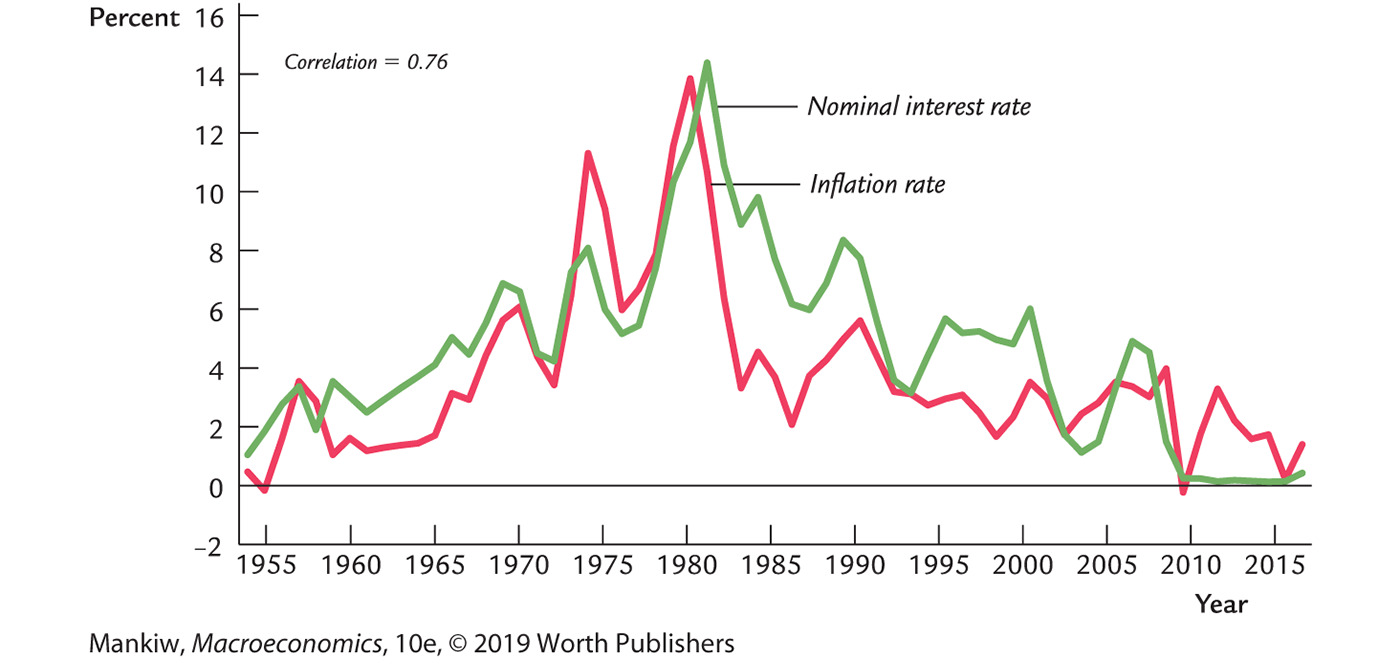 Percent 16
Correlation = 0.76
14
Nominal interest rate
12
Inflation rate
10
8
6
4
2
0
–2
1955 1960 1965 1970 1975 1980 1985 1990 1995 2000 2005 2010 2015
Year
Mankiw, Macroeconomics, 10e, © 2019 Worth Publishers